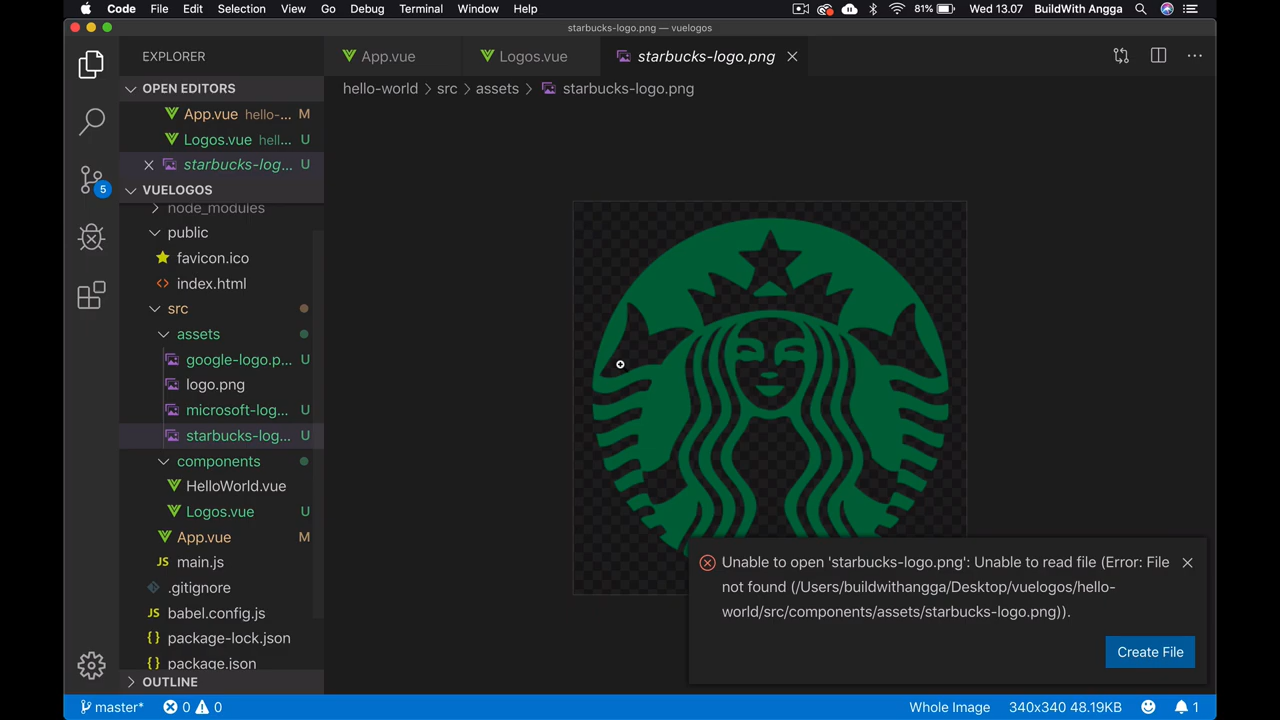 Code File Edit Selection View Go Debug Terminal Window Help 81% Wed 13.07 BuildWith Angga
starbucks-logo.png — vuelogos
EXPLORER
App.vue
Logos.vue
starbucks-logo.png
OPEN EDITORS
hello-world > src > assets > starbucks-logo.png
App.vue hello-... M
Logos.vue hell... U
starbucks-log... U
VUELOGOS
node_modules
public
favicon.ico
index.html
src
assets
google-logo.p... U
logo.png
microsoft-log... U
starbucks-log... U
components
HelloWorld.vue
Logos.vue U
App.vue M
JS main.js
.gitignore
JS babel.config.js
{} package-lock.json
{} package.json
OUTLINE
Unable to open 'starbucks-logo.png': Unable to read file (Error: File
not found (/Users/buildwithangga/Desktop/vuelogos/hello-
world/src/components/assets/starbucks-logo.png)).
Create File
5
master* 0 0 Whole Image 340x340 48.19KB 1